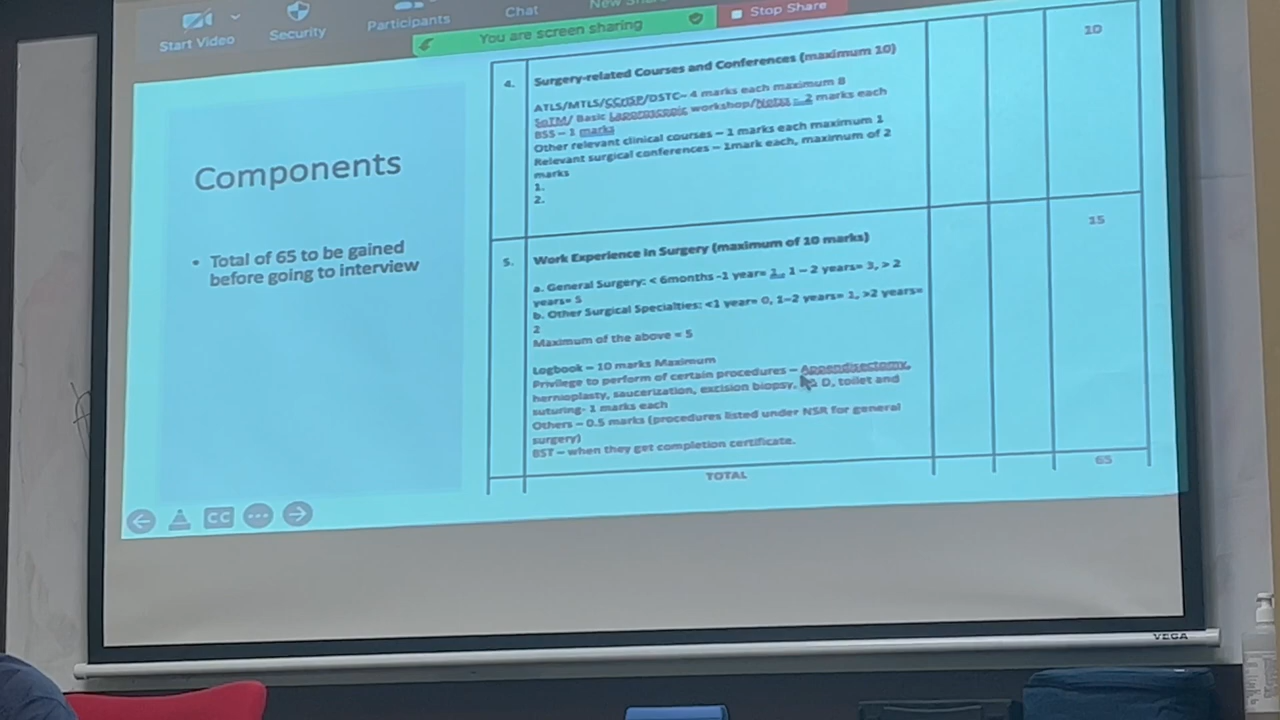 Start Video
Security
Participants
Chat
You are screen sharing
Stop Share
Components
• Total of 65 to be gained
before going to interview
4.
Surgery-related Courses and Conferences (maximum 10)
10
ATLS/MTLS/CCrISP/DSTC– 4 marks each maximum 8
SoTM/ Basic Laparoscopic workshop/ – 2 marks each
BSS – 1 marks
Other relevant clinical courses – 1 marks each maximum 1
Relevant surgical conferences – 1mark each, maximum of 2
marks
1.
2.
5.
Work Experience in Surgery (maximum of 10 marks)
15
a. General Surgery: < 6months -1 year= 1, 1 – 2 years= 3, > 2
years= 5
b. Other Surgical Specialties: <1 year= 0, 1–2 years= 1, >2 years=
2
Maximum of the above = 5
Logbook – 10 marks Maximum
Privilege to perform of certain procedures – Appendisectomy,
hernioplasty, saucerization, excision biopsy, D, toilet and
suturing- 1 marks each
Others – 0.5 marks (procedures listed under NSR for general
surgery)
BST – when they get completion certificate.
TOTAL
65
CC
VEGA